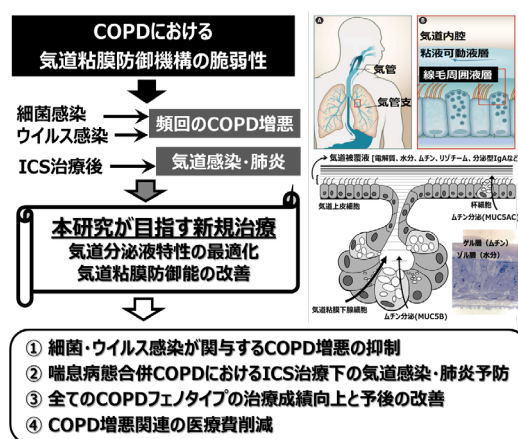 COPDにおける
気道粘膜防御機構の脆弱性
細菌感染
ウイルス感染
頻回のCOPD増悪
ICS治療後
気道感染・肺炎
本研究が目指す新規治療
気道分泌液特性の最適化
気道粘膜防御能の改善
A
気管
気管支
B
気道内腔
粘液可動液層
線毛周囲液層
気道被覆液 [電解質、水分、ムチン、リゾチーム、分泌型IgAなど
気道上皮細胞
杯細胞
ムチン分泌(MUC5AC)
ゲル層（ムチン）
ゾル層（水分）
気道粘膜下腺細胞
ムチン分泌(MUC5B)
① 細菌・ウイルス感染が関与するCOPD増悪の抑制
② 喘息病態合併COPDにおけるICS治療下の気道感染・肺炎予防
③ 全てのCOPDフェノタイプの治療成績向上と予後の改善
④ COPD増悪関連の医療費削減